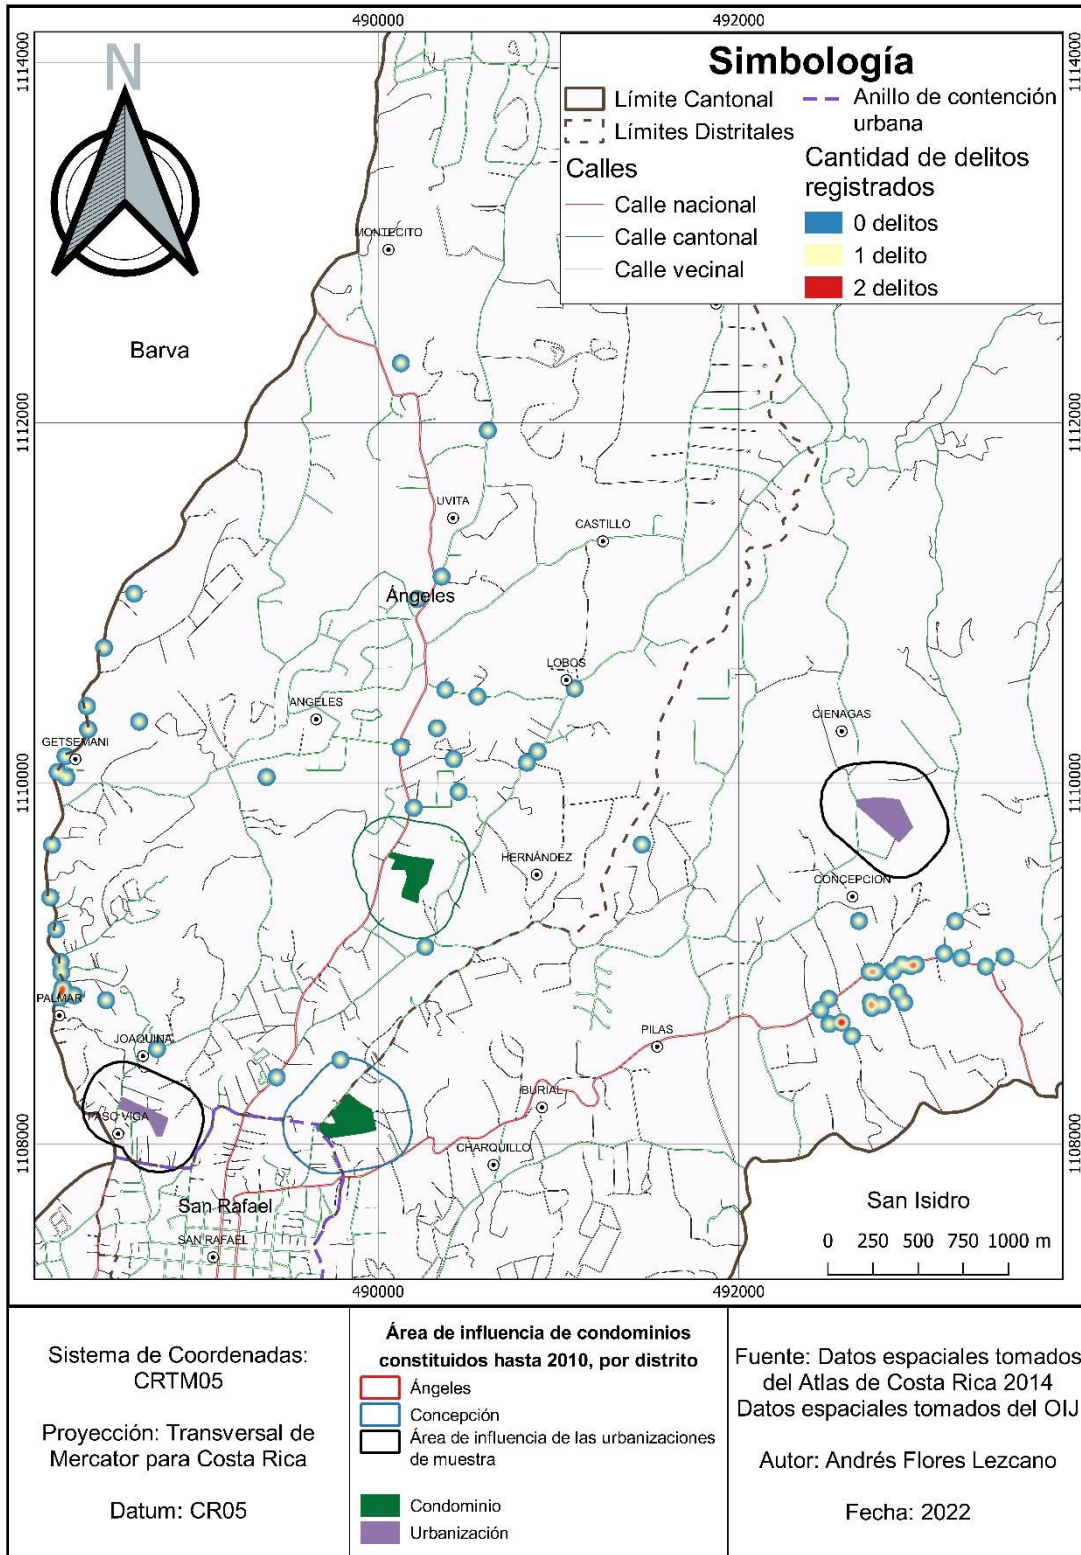 490000
492000
1114000
1114000
N
Simbología
Límite Cantonal
Límites Distritales
Calles
Calle nacional
Calle cantonal
Calle vecinal
Anillo de contención
urbana
Cantidad de delitos
registrados
0 delitos
1 delito
2 delitos
MONTECITO
Barva
1112000
1112000
UVITA
CASTILLO
Ángeles
LOBOS
ANGELES
CIENAGAS
GETSEMANI
1110000
1110000
HERNÁNDEZ
CONCEPCION
PALMAR
JOAQUINA
PILAS
BURIAL
PASO VIGA
CHARQUILLO
1108000
1108000
San Rafael
San Isidro
SAN RAFAEL
0 250 500 750 1000 m
490000
492000
Sistema de Coordenadas:
CRTM05
Proyección: Transversal de
Mercator para Costa Rica
Datum: CR05
Área de influencia de condominios
constituidos hasta 2010, por distrito
Ángeles
Concepción
Área de influencia de las urbanizaciones
de muestra
Condominio
Urbanización
Fuente: Datos espaciales tomados
del Atlas de Costa Rica 2014
Datos espaciales tomados del OIJ
Autor: Andrés Flores Lezcano
Fecha: 2022